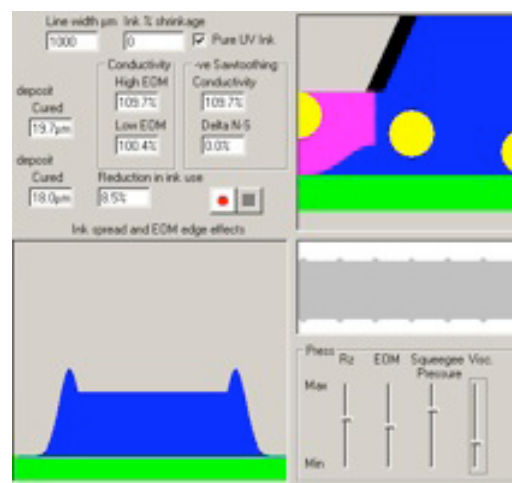 Line width µm Ink % shrinkage
1000 0 Pure UV Ink
Conductivity -ve Sawtoothing
High EOM Conductivity
deposit
Cured 109.7% 109.7%
19.7µm Low EOM Delta N-S
100.4% 0.0%
deposit
Cured Reduction in ink use
18.0µm 8.5%
Ink spread and EOM edge effects
Press Rz EOM Squeegee Visc.
Pressure
Max
Min